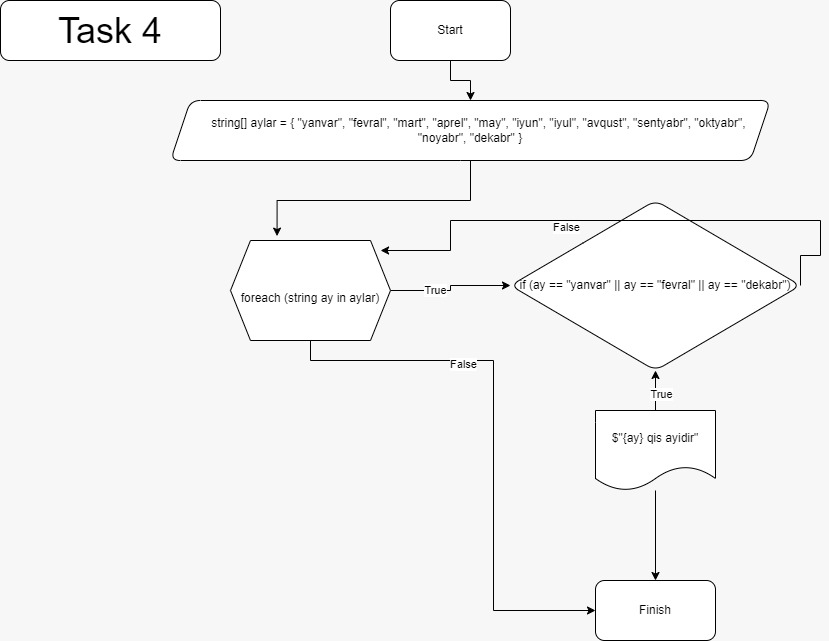 Task 4
Start
string[] aylar = { "yanvar", "fevral", "mart", "aprel", "may", "iyun", "iyul", "avqust", "sentyabr", "oktyabr",
"noyabr", "dekabr" }
False
foreach (string ay in aylar)
True
if (ay == "yanvar" || ay == "fevral" || ay == "dekabr")
False
True
$"{ay} qis ayidir"
Finish